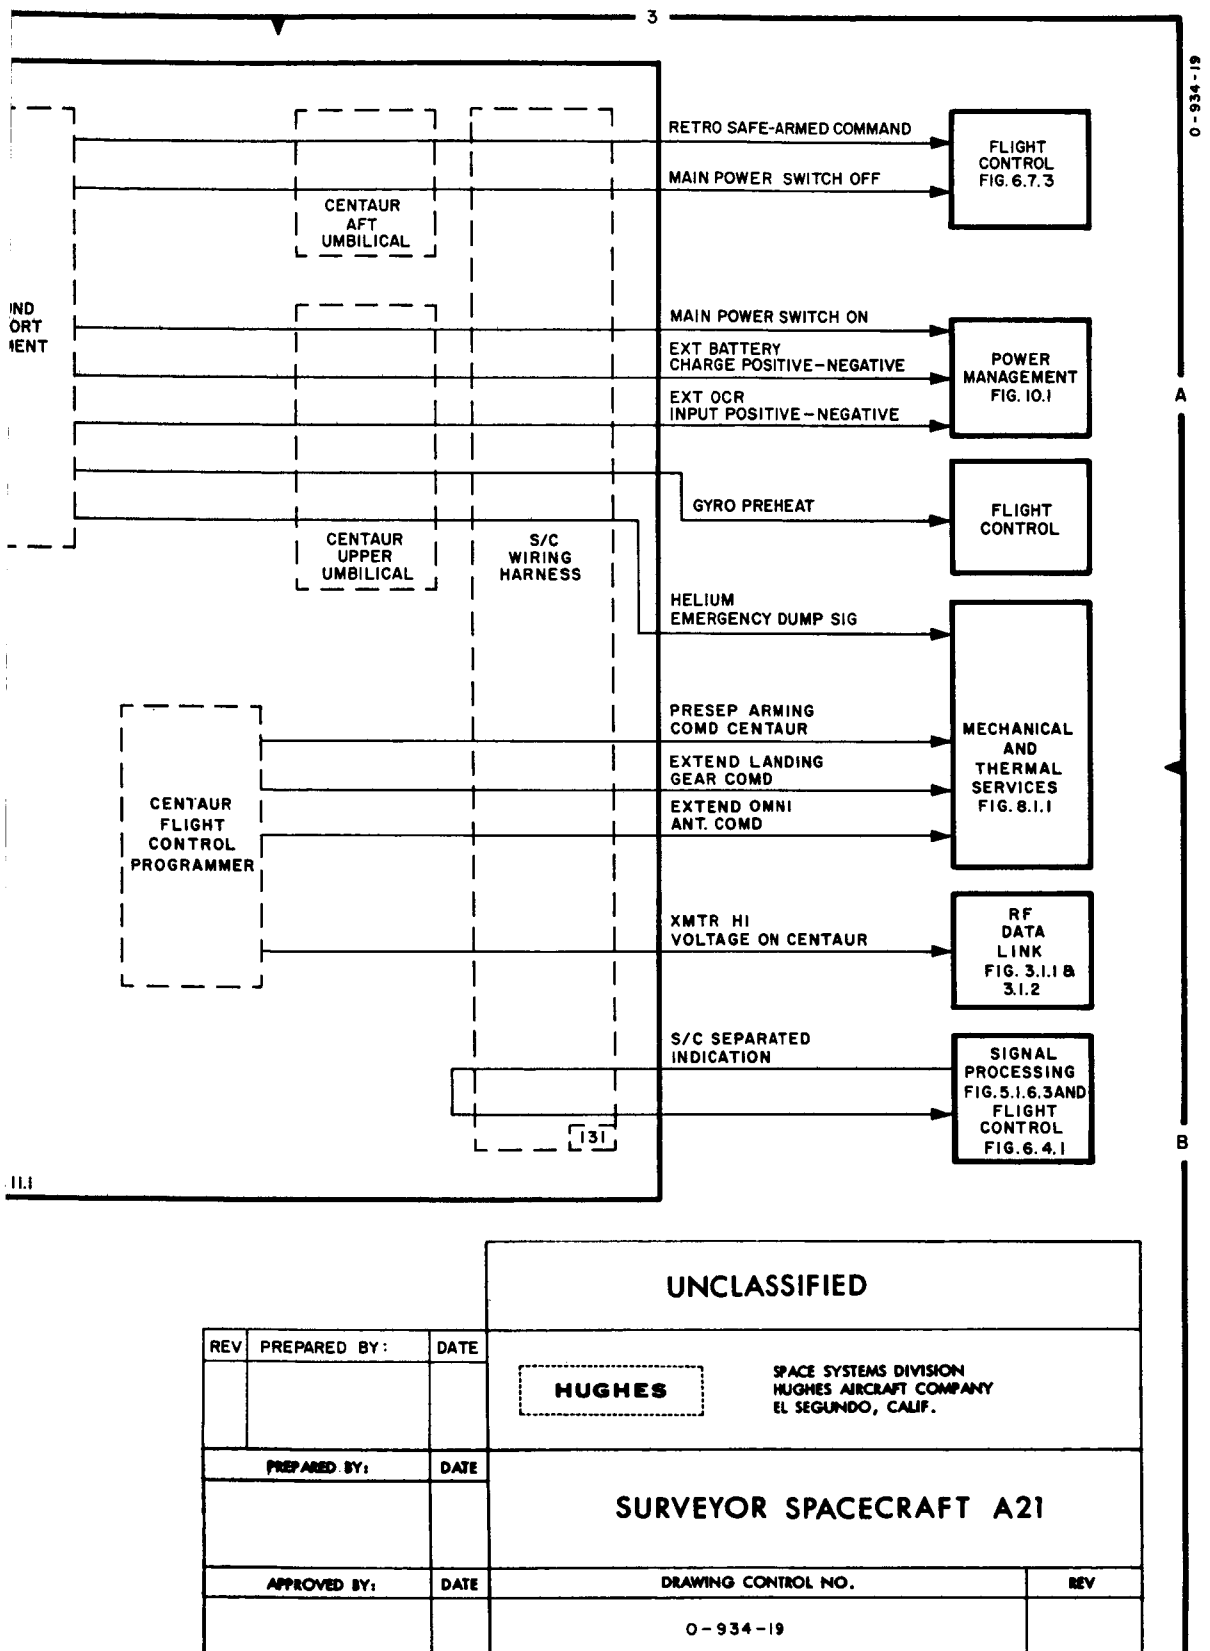 3
0-934-19
RETRO SAFE-ARMED COMMAND
MAIN POWER SWITCH OFF
FLIGHT
CONTROL
FIG. 6.7.3
CENTAUR
AFT
UMBILICAL
MAIN POWER SWITCH ON
EXT BATTERY
CHARGE POSITIVE-NEGATIVE
EXT OCR
INPUT POSITIVE-NEGATIVE
POWER
MANAGEMENT
FIG. 10.1
A
GYRO PREHEAT
FLIGHT
CONTROL
CENTAUR
UPPER
UMBILICAL
S/C
WIRING
HARNESS
HELIUM
EMERGENCY DUMP SIG
PRESEP ARMING
COMD CENTAUR
EXTEND LANDING
GEAR COMD
EXTEND OMNI
ANT. COMD
MECHANICAL
AND
THERMAL
SERVICES
FIG. 8.1.1
CENTAUR
FLIGHT
CONTROL
PROGRAMMER
XMTR HI
VOLTAGE ON CENTAUR
RF
DATA
LINK
FIG. 3.1.1 &
3.1.2
S/C SEPARATED
INDICATION
SIGNAL
PROCESSING
FIG. 5.1.6.3 AND
FLIGHT
CONTROL
FIG. 6.4.1
131
B
11.1
UNCLASSIFIED
REV PREPARED BY: DATE
HUGHES
SPACE SYSTEMS DIVISION
HUGHES AIRCRAFT COMPANY
EL SEGUNDO, CALIF.
PREPARED BY: DATE
SURVEYOR SPACECRAFT A21
APPROVED BY: DATE
DRAWING CONTROL NO. REV
0-934-19